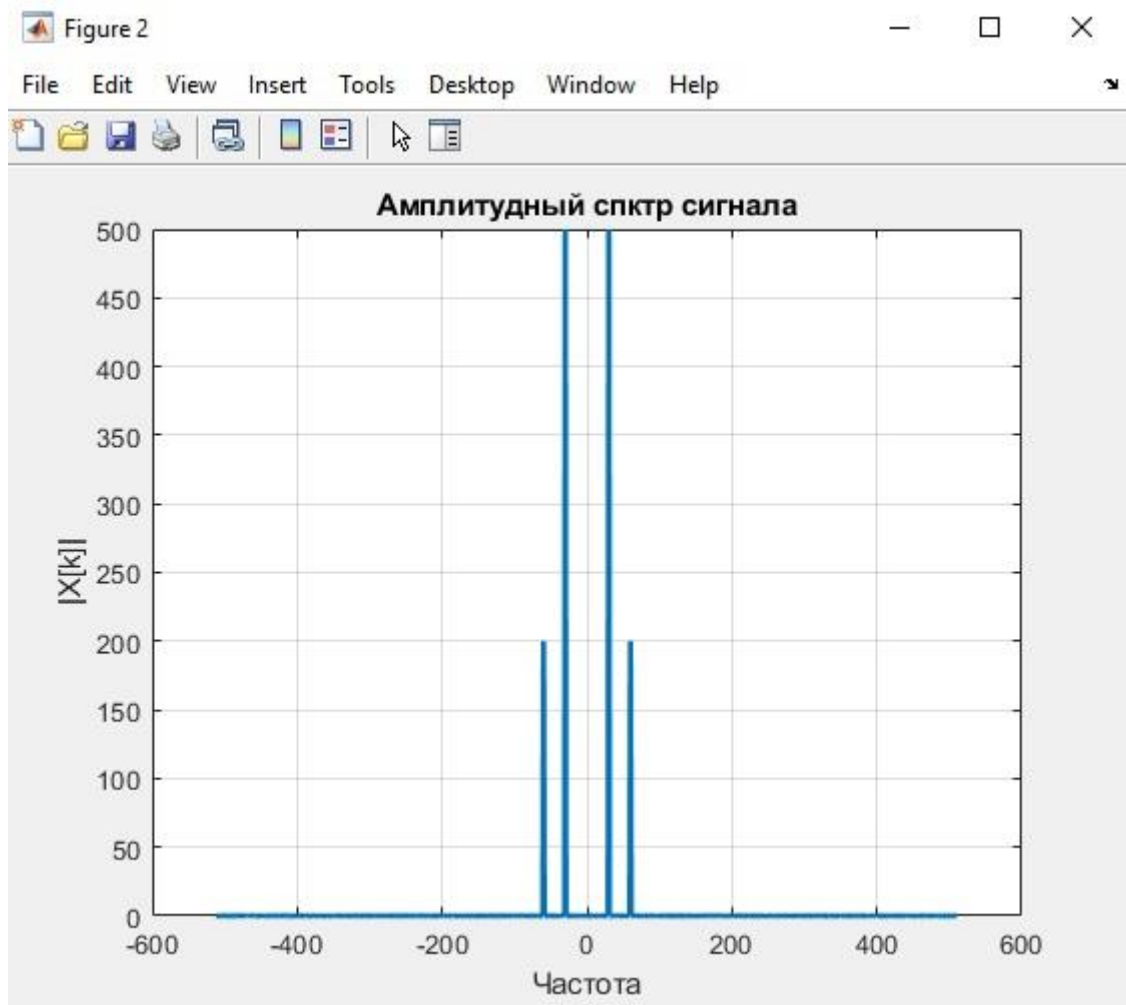 Figure 2
File Edit View Insert Tools Desktop Window Help
Амплитудный спктр сигнала
500
450
400
350
300
250
200
150
100
50
0
|X[k]|
-600 -400 -200 0 200 400 600
Частота